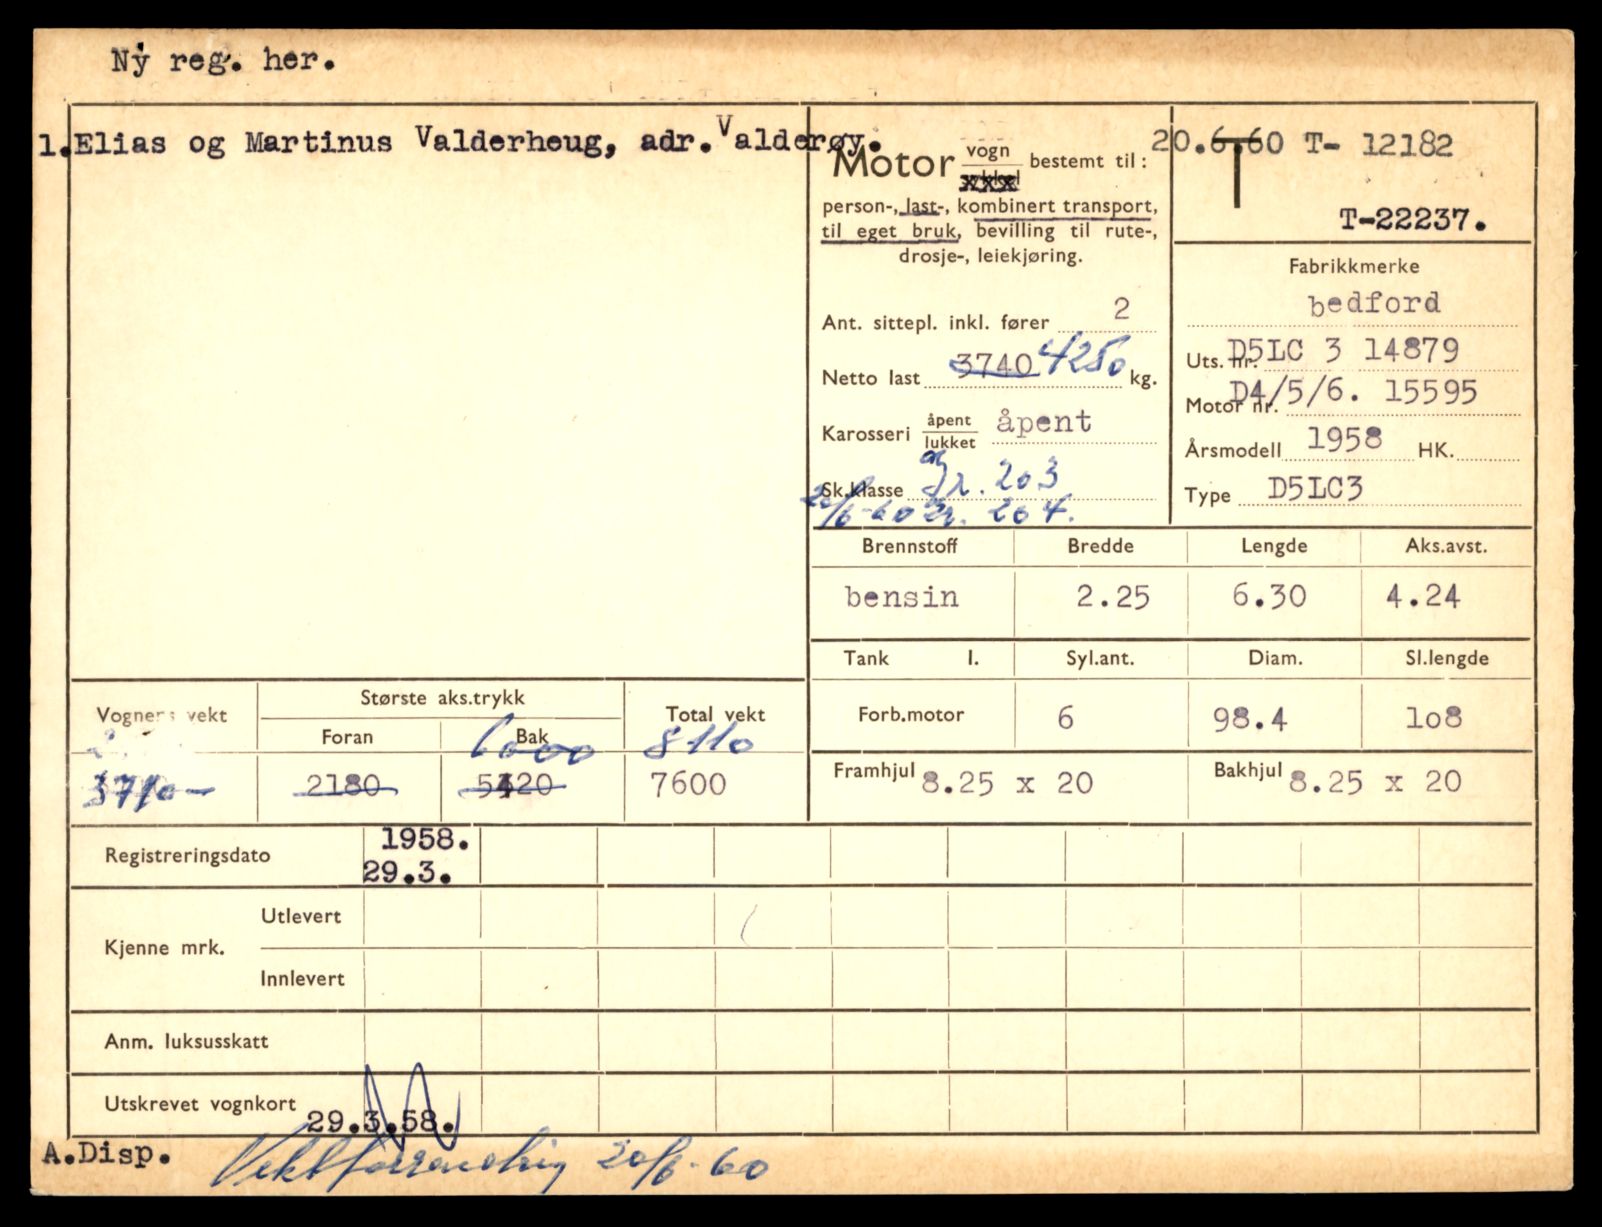 Ny reg. her.
1. Elias og Martinus Valderhoug, adr. Valderøy.
20.6.60 T- 12182
T
T-22237.
Motor vogn bestemt til:
person-, last-, kombinert transport,
til eget bruk, bevilling til rute-,
drosje-, leiekjøring.
Ant. sittepl. inkl. fører 2
Netto last 3740 4250 kg.
Karosseri åpent lukket åpent
Sk.klasse gr. 203
20/6-60 gr. 204.
Fabrikkmerke
bedford
Uts. nr. D5LC 3 14879
Motor nr. D4/5/6. 15595
Årsmodell 1958 HK.
Type D5LC3
Brennstoff Bredde Lengde Aks.avst.
bensin 2.25 6.30 4.24
Tank l. Syl.ant. Diam. Sl.lengde
Forb.motor 6 98.4 108
Framhjul 8.25 x 20 Bakhjul 8.25 x 20
Vognens vekt Største aks.trykk Total vekt
Foran Bak
6000 8110
2180 5420 7600
Registreringsdato 1958.
29.3.
Kjenne mrk. Utlevert
Innlevert
Anm. luksusskatt
Utskrevet vognkort 29.3.58.
A.Disp. Vektforrandring 20/6-60